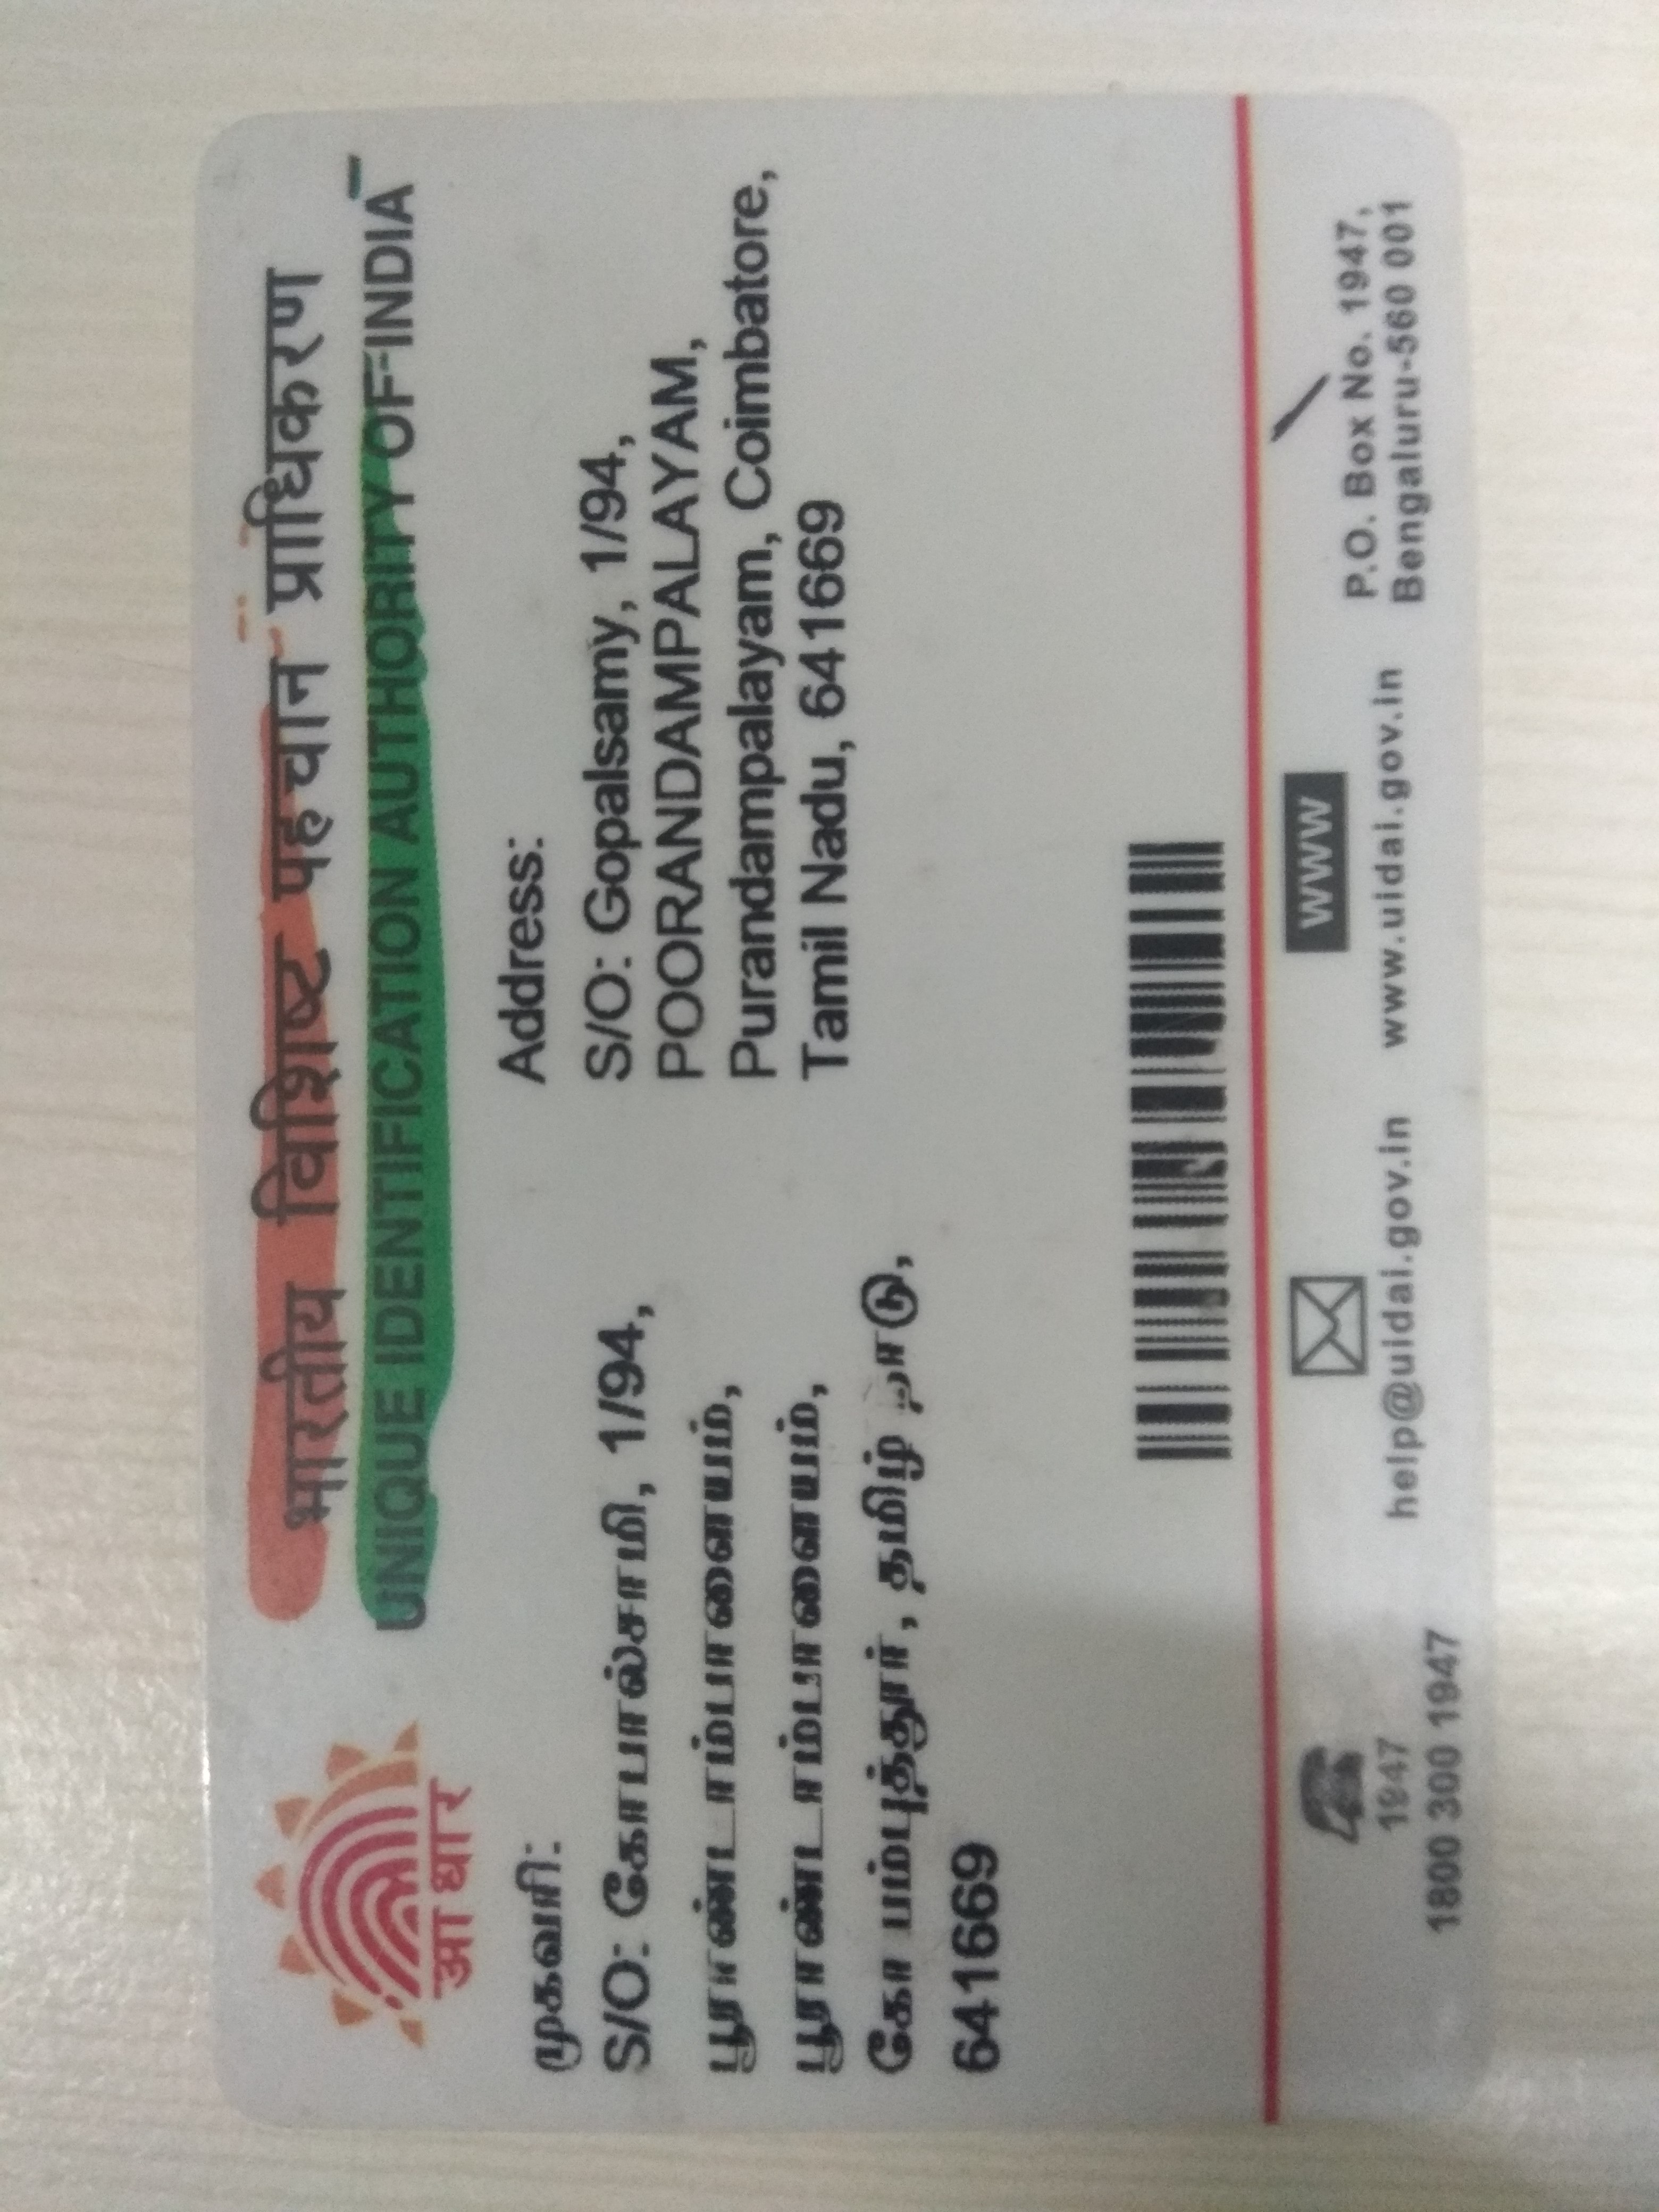 भारतीय विशिष्ट पहचान प्राधिकरण
UNIQUE IDENTIFICATION AUTHORITY OF INDIA
आधार
முகவரி:
S/O: கோபால்சாமி, 1/94,
பூராண்டாம்பாளையம்,
பூராண்டாம்பாளையம்,
கோ யம்புத்தூர், தமிழ் நாடு,
641669
Address:
S/O: Gopalsamy, 1/94,
POORANDAMPALAYAM,
Purandampalayam, Coimbatore,
Tamil Nadu, 641669
1947
1800 300 1947
help@uidai.gov.in
WWW
www.uidai.gov.in
P.O. Box No. 1947,
Bengaluru-560 001